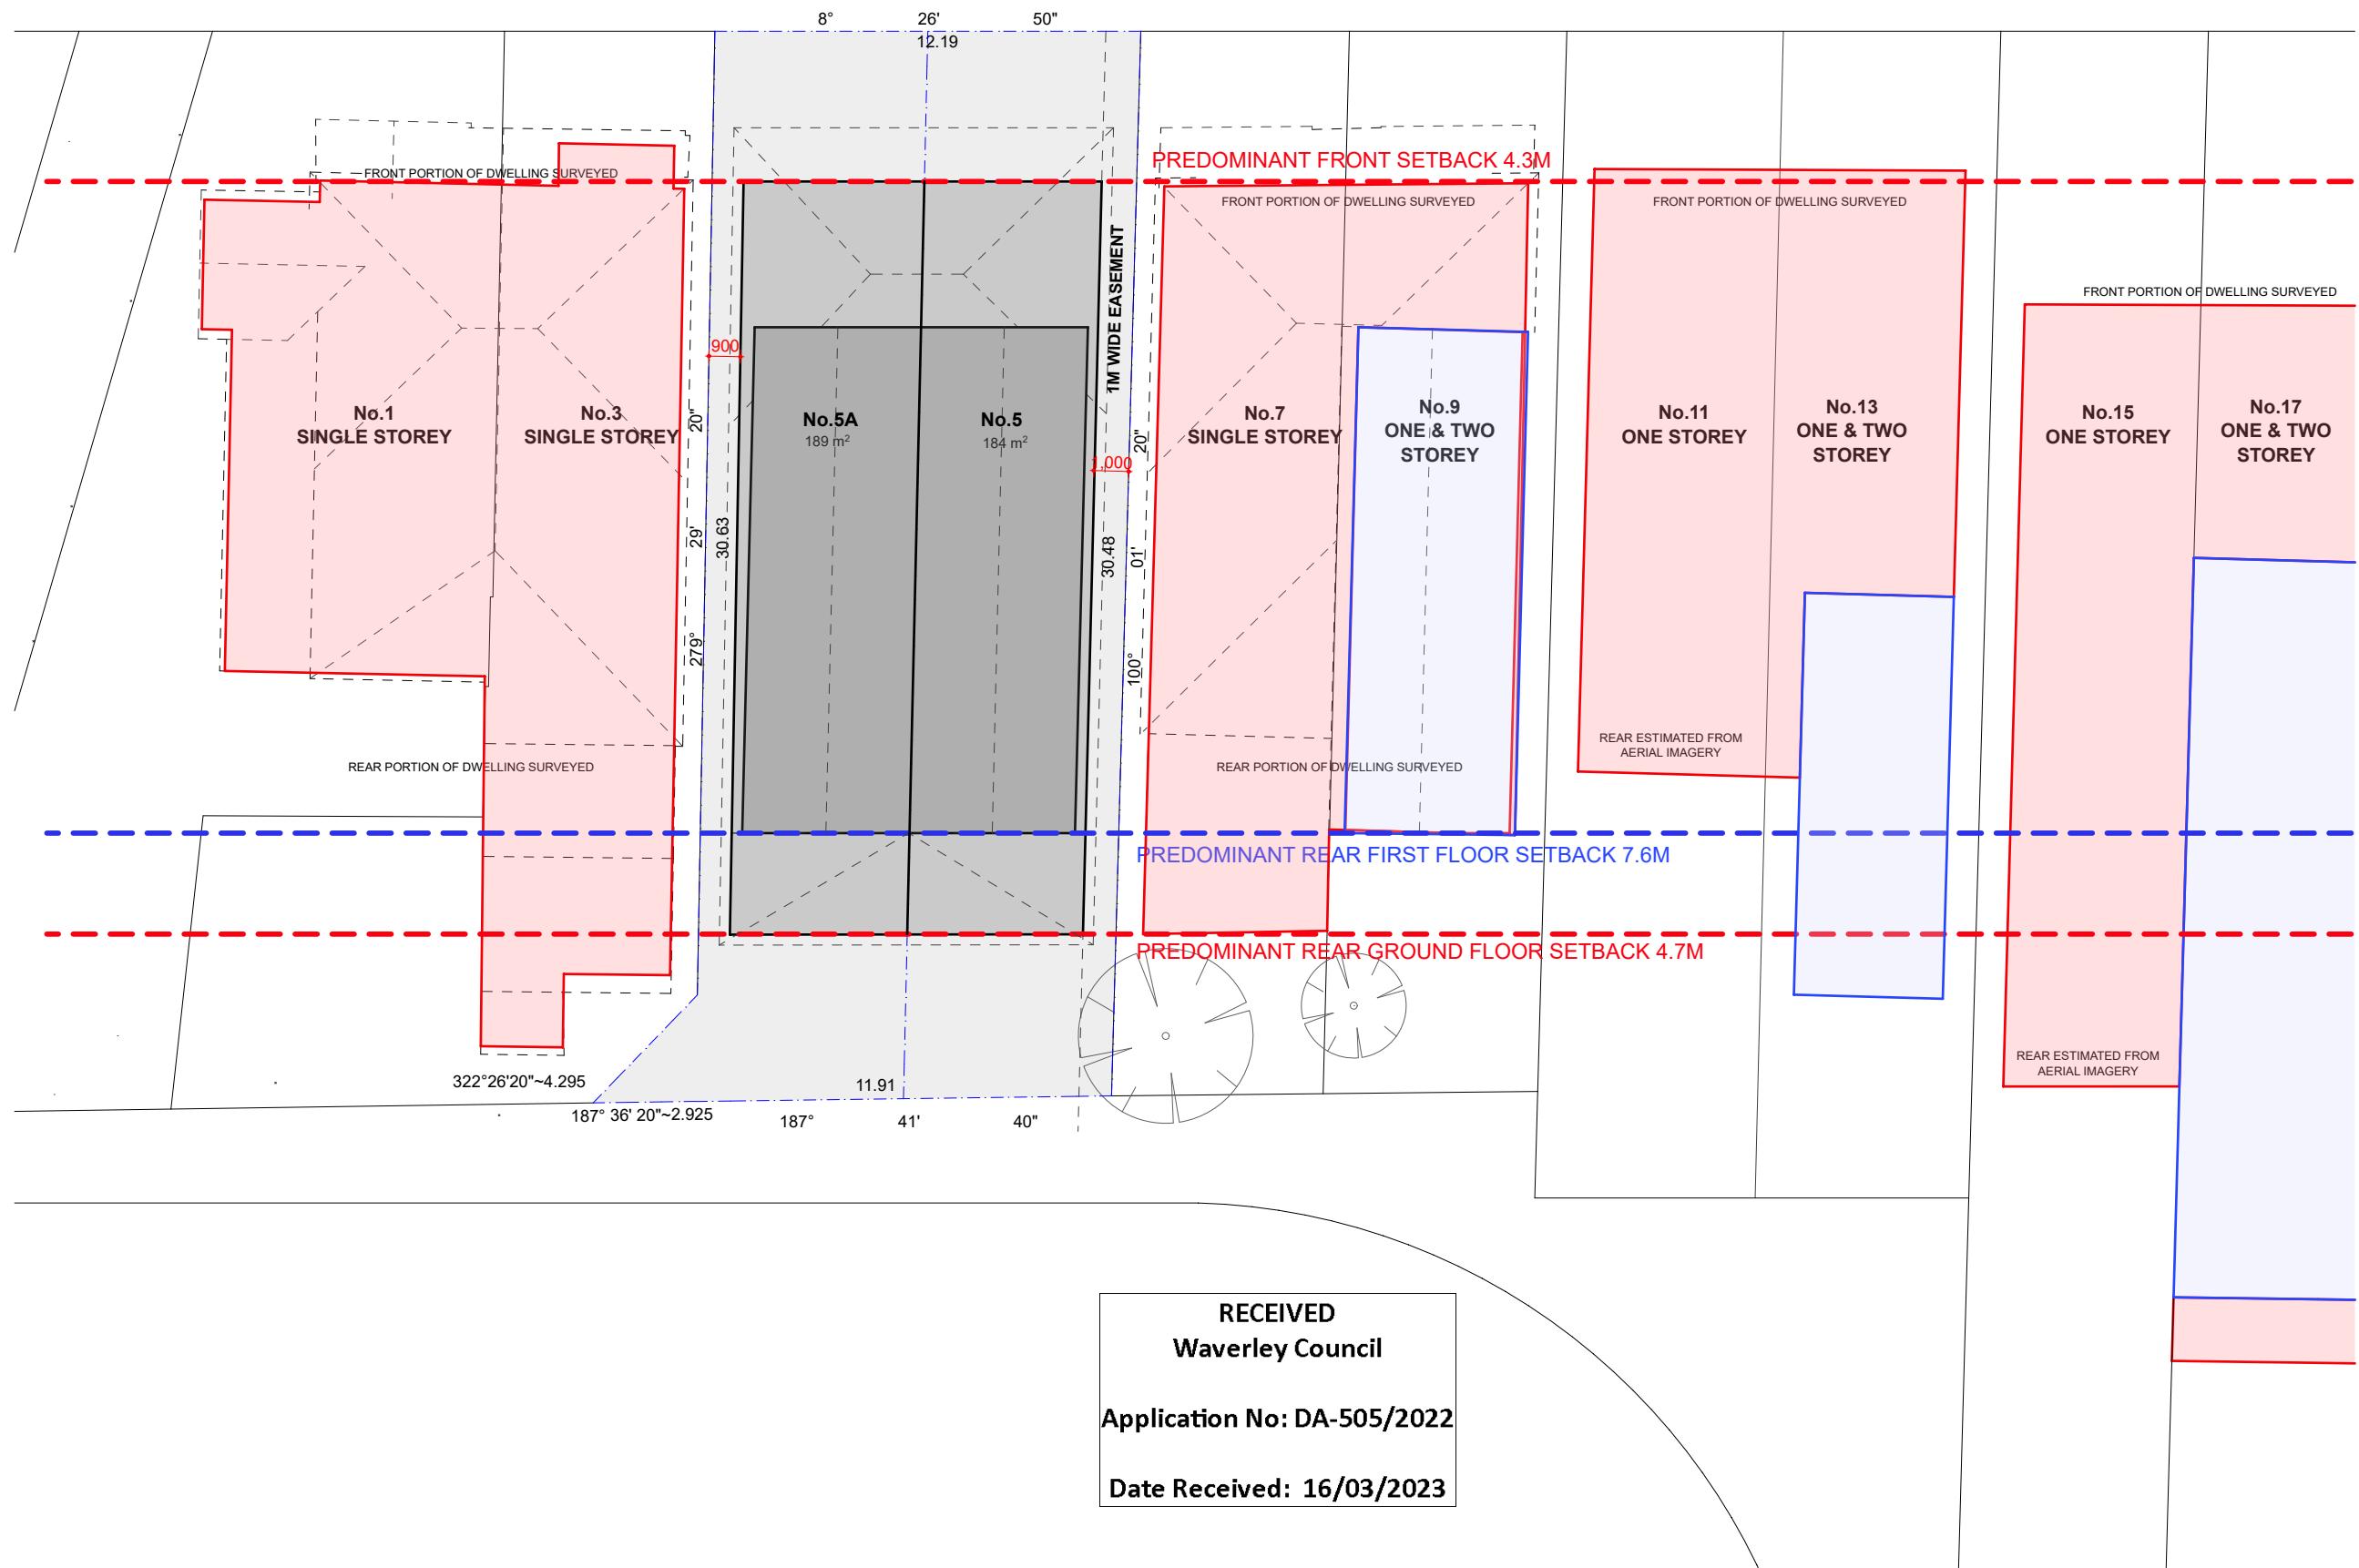 8° 26' 50"
12.19
PREDOMINANT FRONT SETBACK 4.3M
FRONT PORTION OF DWELLING SURVEYED
FRONT PORTION OF DWELLING SURVEYED
FRONT PORTION OF DWELLING SURVEYED
FRONT PORTION OF DWELLING SURVEYED
1M WIDE EASEMENT
900
No.1
SINGLE STOREY
No.3
SINGLE STOREY
20"
29'
279°
30.63
No.5A
189 m²
No.5
184 m²
1,000
30.48
20"
01'
100°
No.7
SINGLE STOREY
No.9
ONE & TWO
STOREY
No.11
ONE STOREY
No.13
ONE & TWO
STOREY
No.15
ONE STOREY
No.17
ONE & TWO
STOREY
REAR ESTIMATED FROM
AERIAL IMAGERY
REAR PORTION OF DWELLING SURVEYED
REAR PORTION OF DWELLING SURVEYED
PREDOMINANT REAR FIRST FLOOR SETBACK 7.6M
PREDOMINANT REAR GROUND FLOOR SETBACK 4.7M
REAR ESTIMATED FROM
AERIAL IMAGERY
322°26'20"~4.295
11.91
187° 36' 20"~2.925
187° 41' 40"
RECEIVED
Waverley Council
Application No: DA-505/2022
Date Received: 16/03/2023